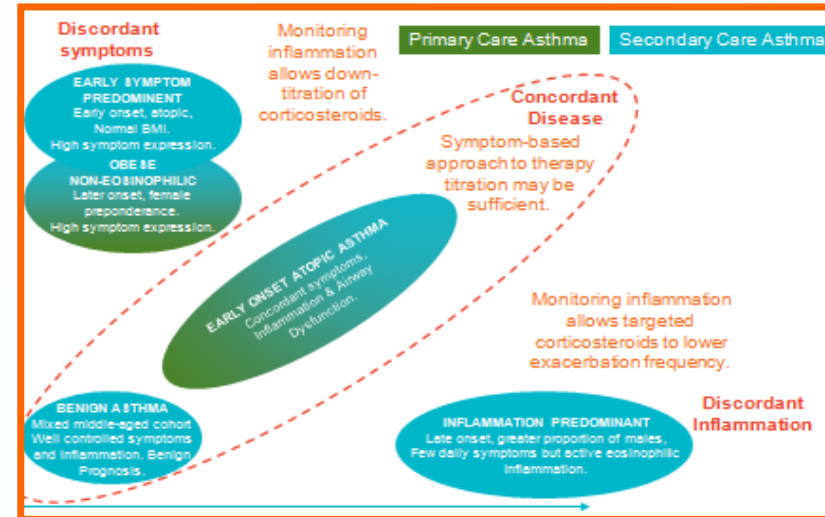 Discordant
symptoms
Monitoring
inflammation
allows down-
titration of
corticosteroids.
Primary Care Asthma
Secondary Care Asthma
EARLY SYMPTOM
PREDOMINENT
Early onset, atopic,
Normal BMI.
High symptom expression.
OBESE
NON-EOSINOPHILIC
Later onset, female
preponderance.
High symptom expression.
Concordant
Disease
Symptom-based
approach to therapy
titration may be
sufficient.
EARLY ONSET ATOPIC ASTHMA
Concordant symptoms,
Inflammation & Airway
Dysfunction.
Monitoring inflammation
allows targeted
corticosteroids to lower
exacerbation frequency.
BENIGN ASTHMA
Mixed middle-aged cohort
Well controlled symptoms
and inflammation. Benign
Prognosis.
INFLAMMATION PREDOMINANT
Late onset, greater proportion of males,
Few daily symptoms but active eosinophilic
inflammation.
Discordant
Inflammation